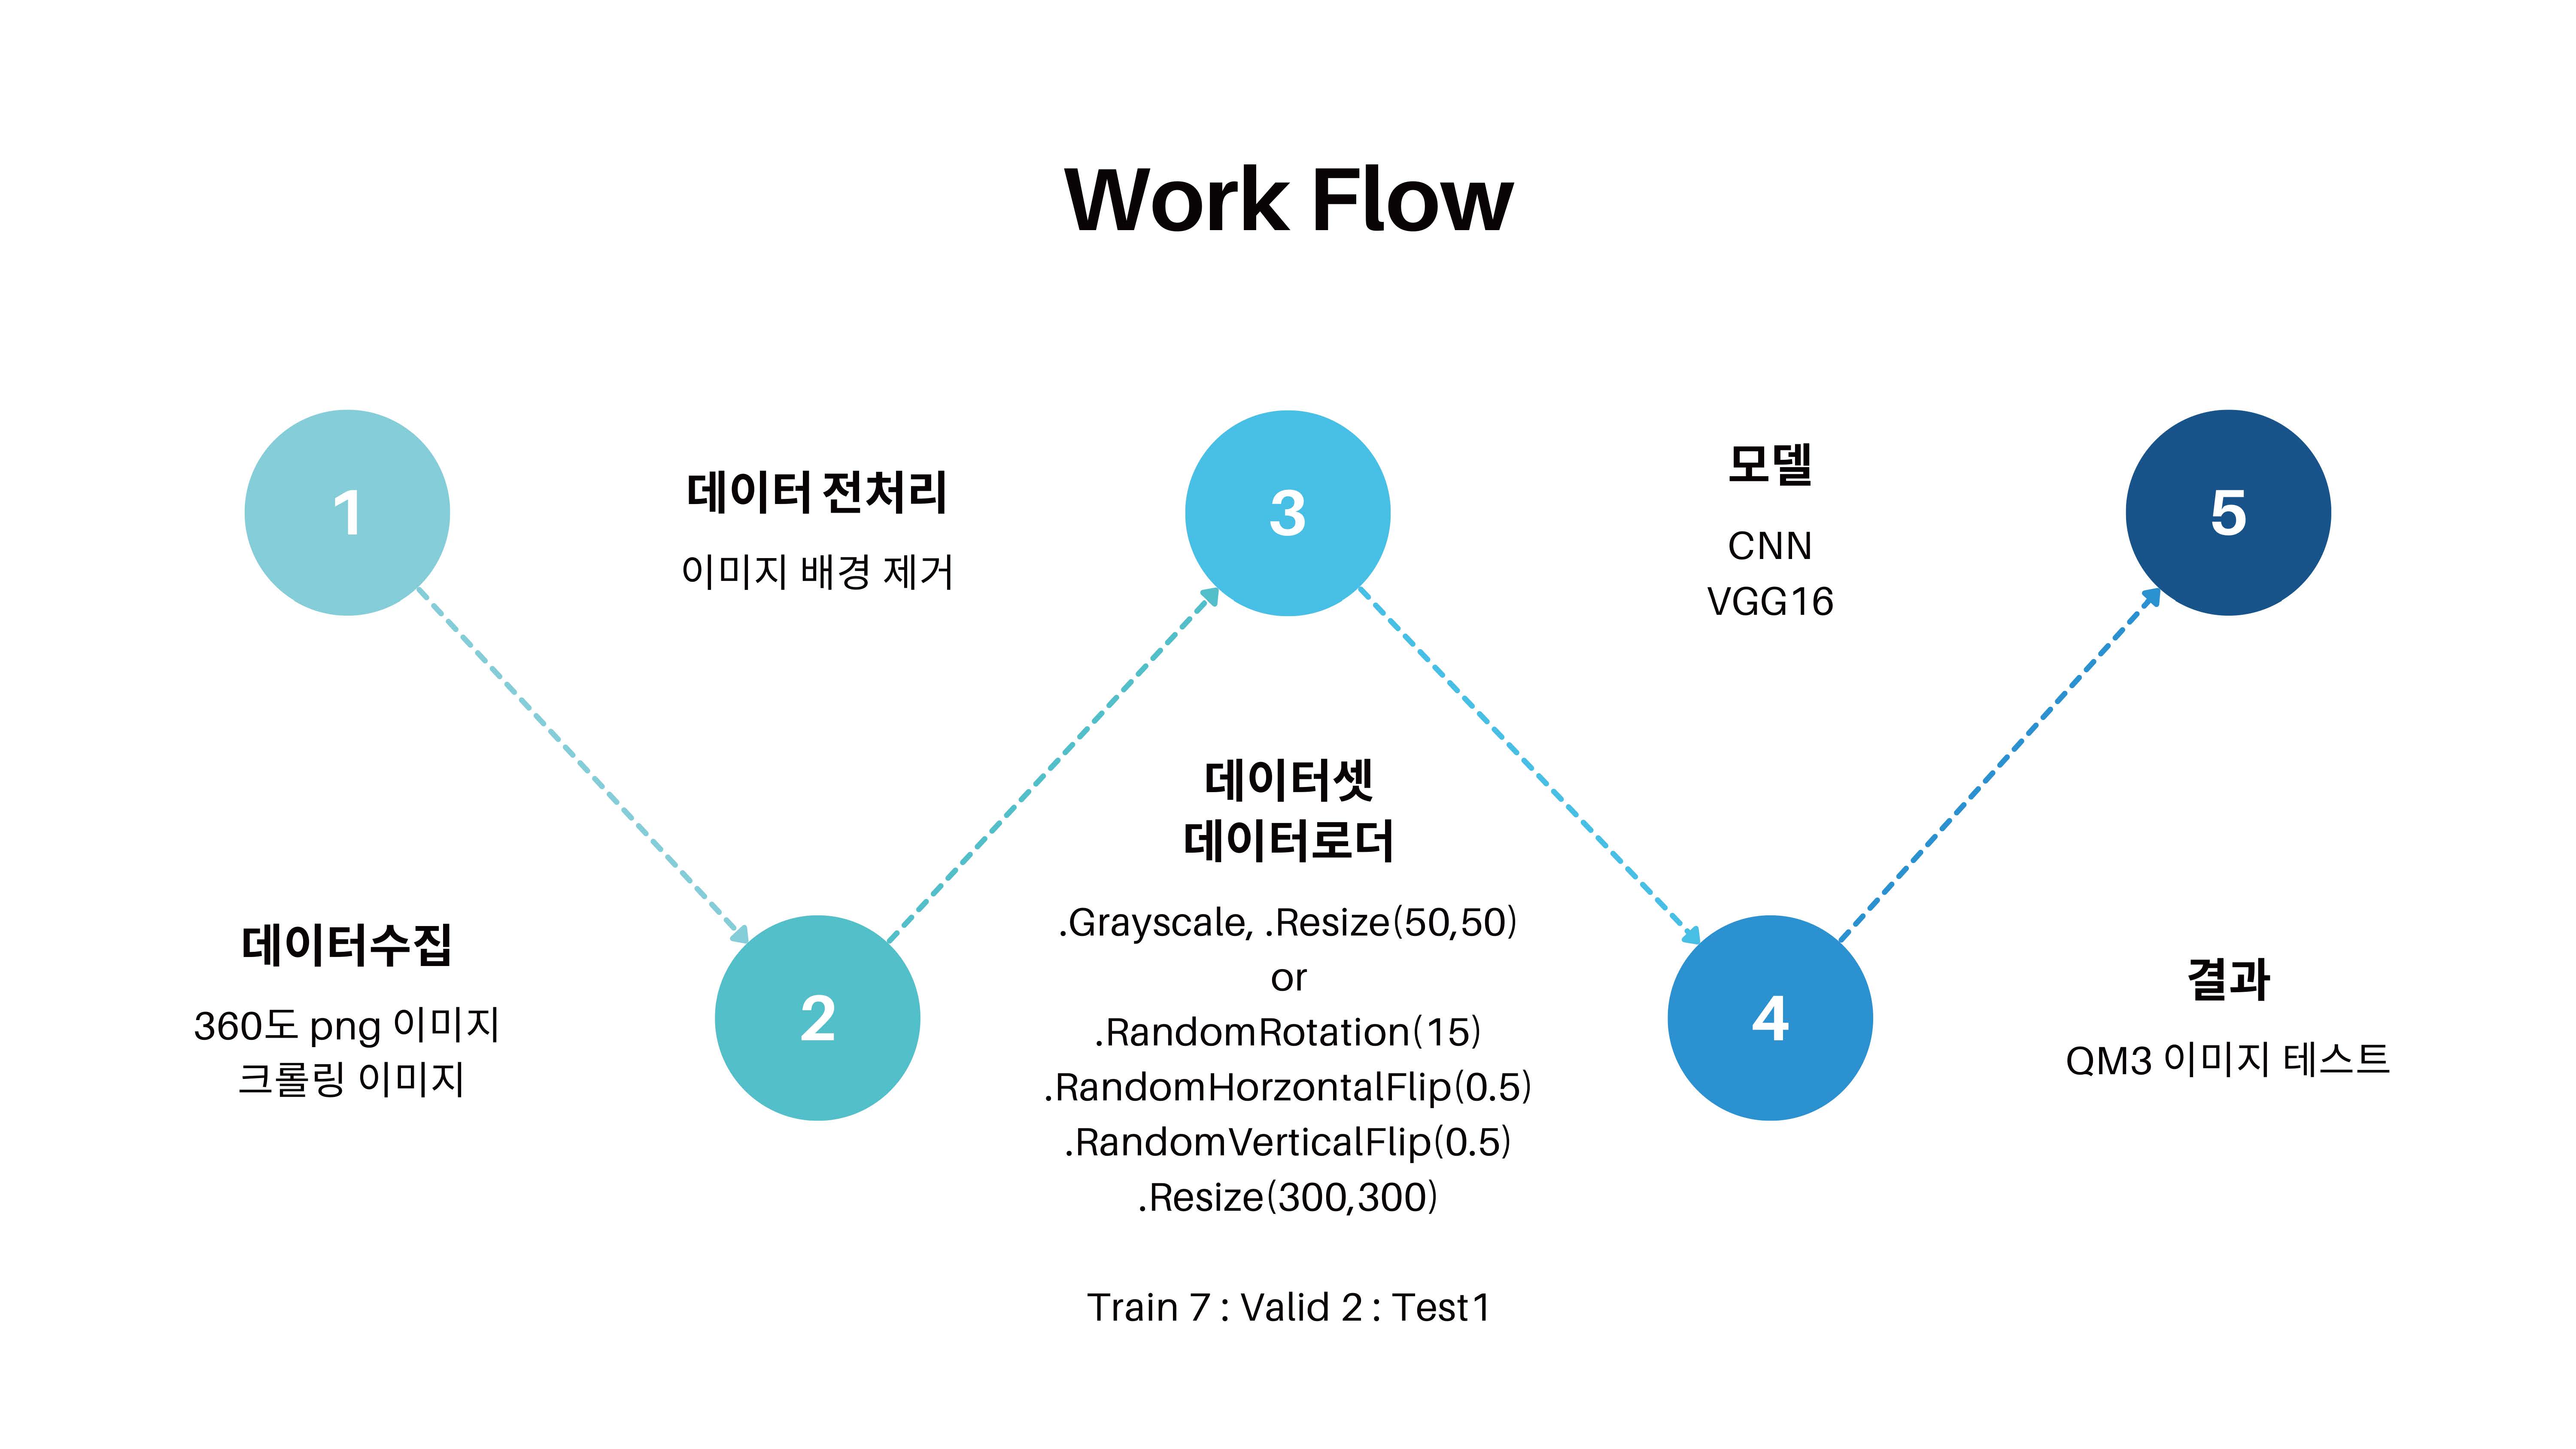 Work Flow
1
데이터수집
360도 png 이미지
크롤링 이미지
2
데이터 전처리
이미지 배경 제거
3
데이터셋
데이터로더
.Grayscale, .Resize(50,50)
or
.RandomRotation(15)
.RandomHorzontalFlip(0.5)
.RandomVerticalFlip(0.5)
.Resize(300,300)
Train 7 : Valid 2 : Test1
4
모델
CNN
VGG16
5
결과
QM3 이미지 테스트